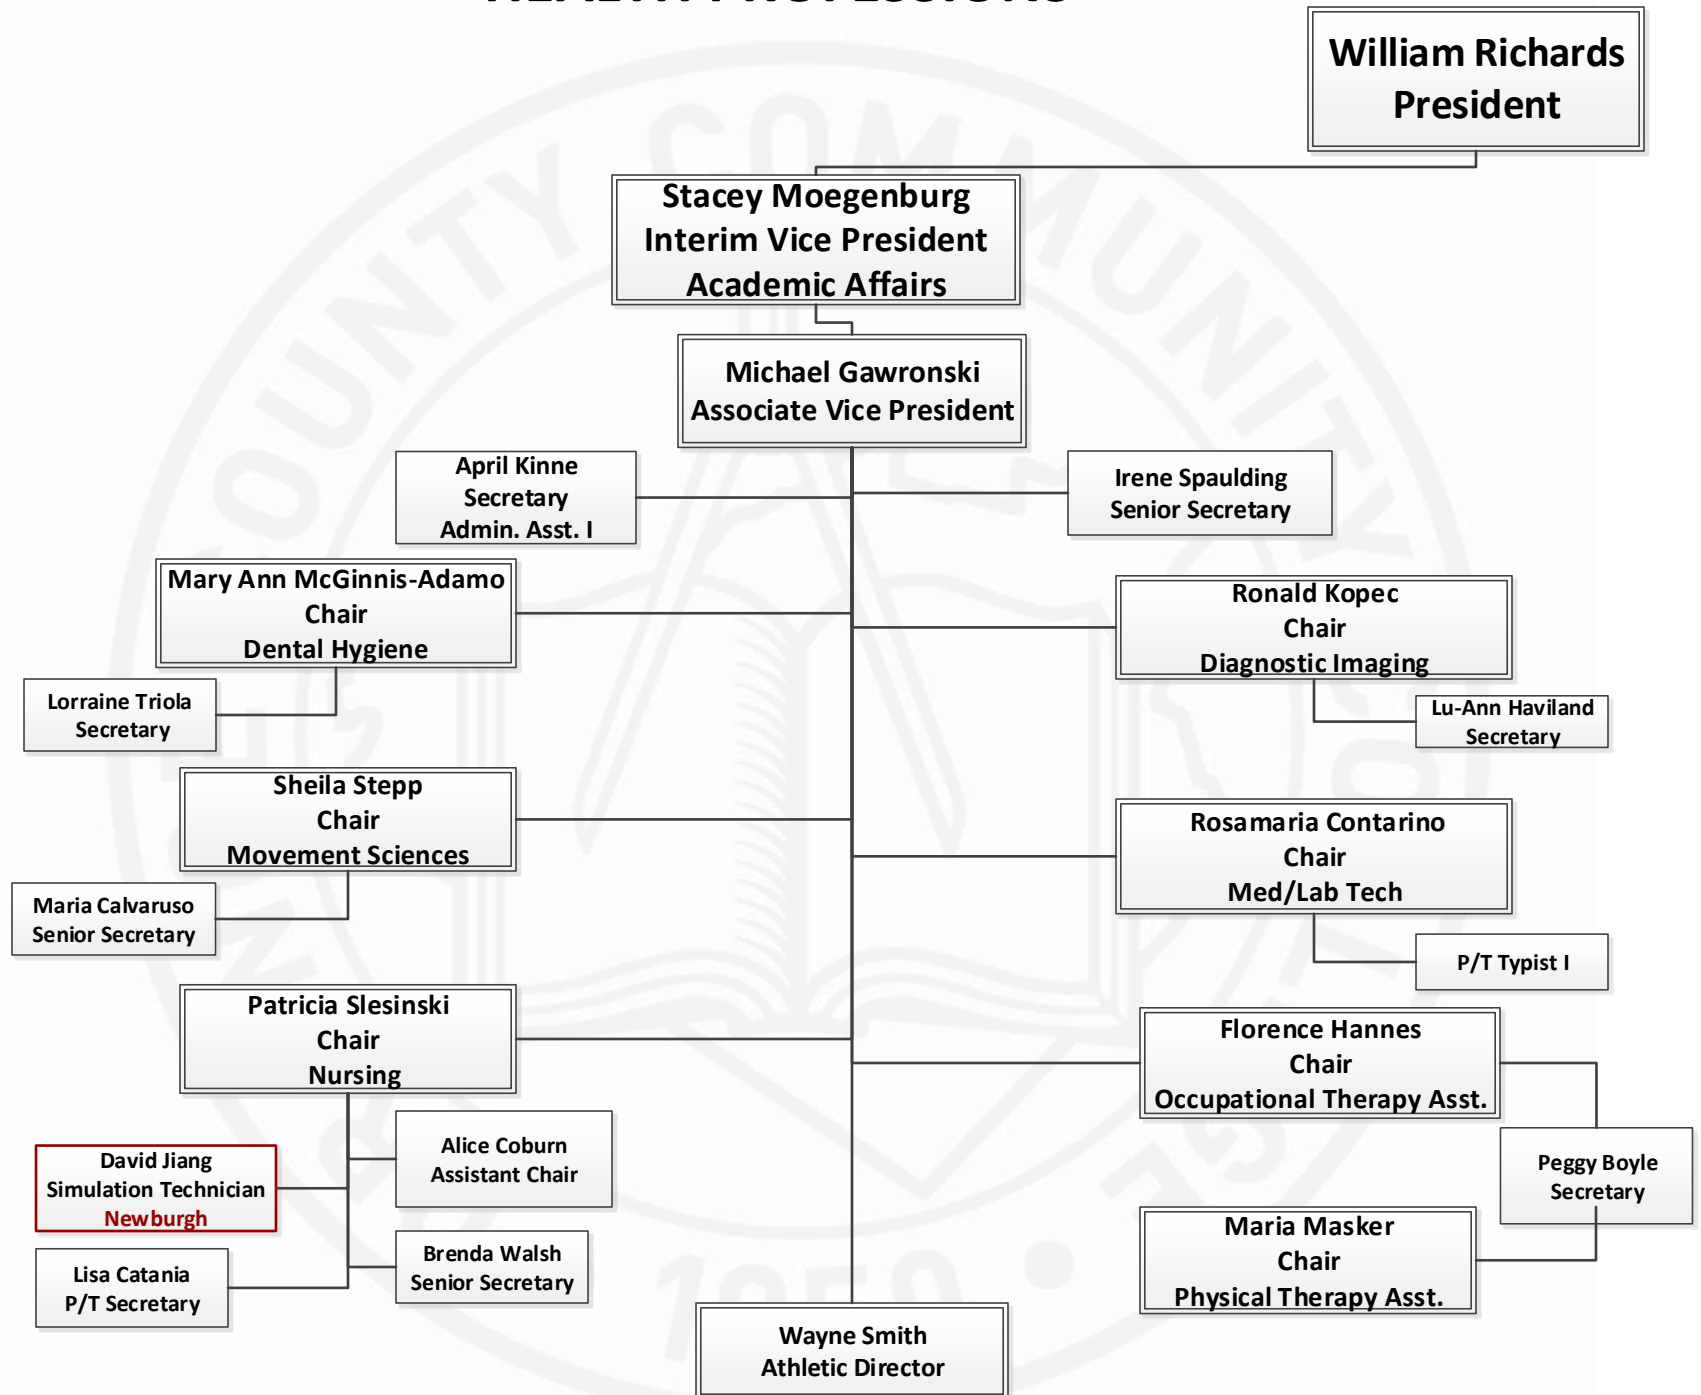 HEALTH PROFESSIONS
William Richards
President
Stacey Moegenburg
Interim Vice President
Academic Affairs
Michael Gawronski
Associate Vice President
April Kinne
Secretary
Admin. Asst. I
Irene Spaulding
Senior Secretary
Mary Ann McGinnis-Adamo
Chair
Dental Hygiene
Ronald Kopec
Chair
Diagnostic Imaging
Lorraine Triola
Secretary
Lu-Ann Haviland
Secretary
Sheila Stepp
Chair
Movement Sciences
Rosamaria Contarino
Chair
Med/Lab Tech
Maria Calvaruso
Senior Secretary
P/T Typist I
Patricia Slesinski
Chair
Nursing
Florence Hannes
Chair
Occupational Therapy Asst.
David Jiang
Simulation Technician
Newburgh
Alice Coburn
Assistant Chair
Peggy Boyle
Secretary
Lisa Catania
P/T Secretary
Brenda Walsh
Senior Secretary
Maria Masker
Chair
Physical Therapy Asst.
Wayne Smith
Athletic Director
COUNTY COMMUNITY
1950